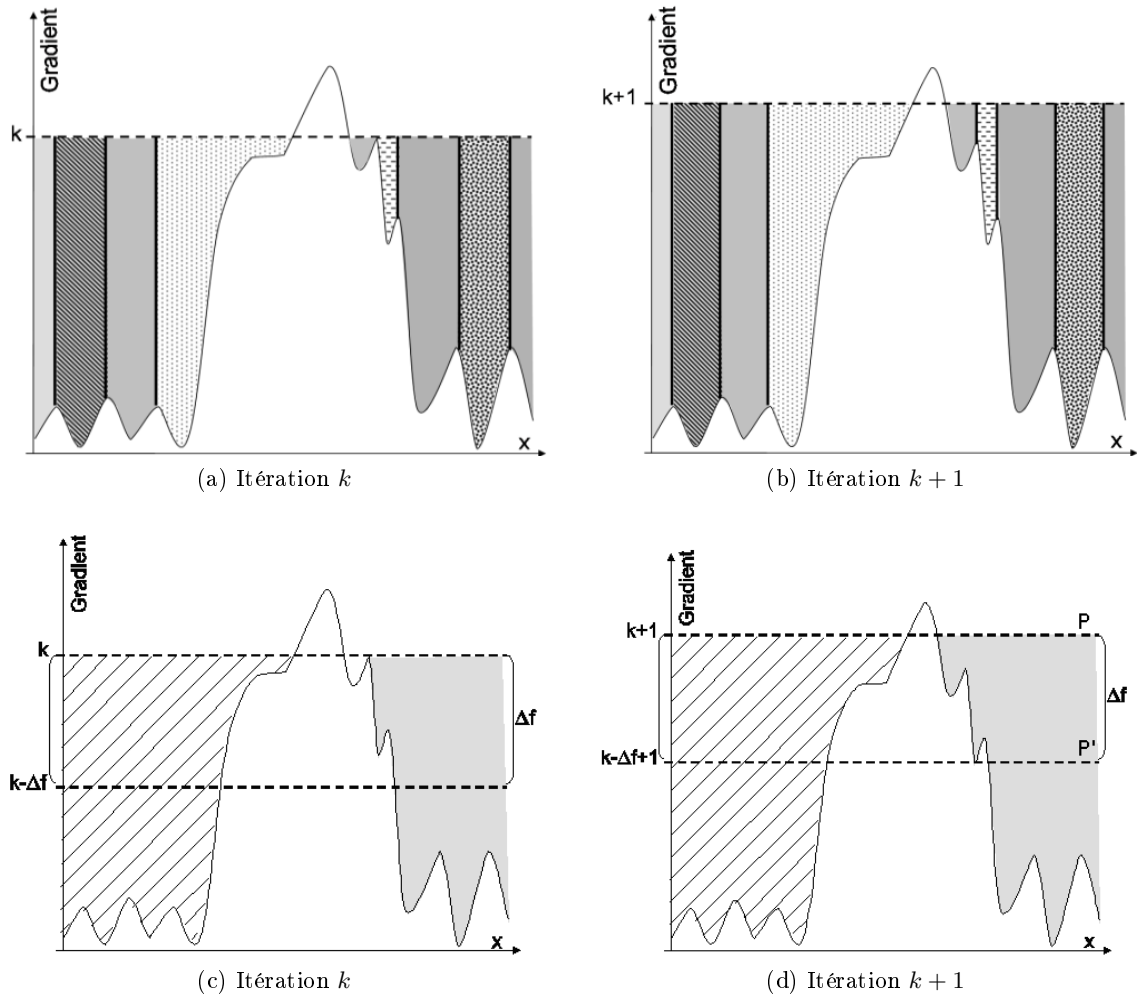 Gradient
k
x
(a) Itération k
Gradient
k+1
x
(b) Itération k + 1
Gradient
k
Δf
k-Δf
x
(c) Itération k
Gradient
k+1
P
Δf
k-Δf+1
P'
x
(d) Itération k + 1